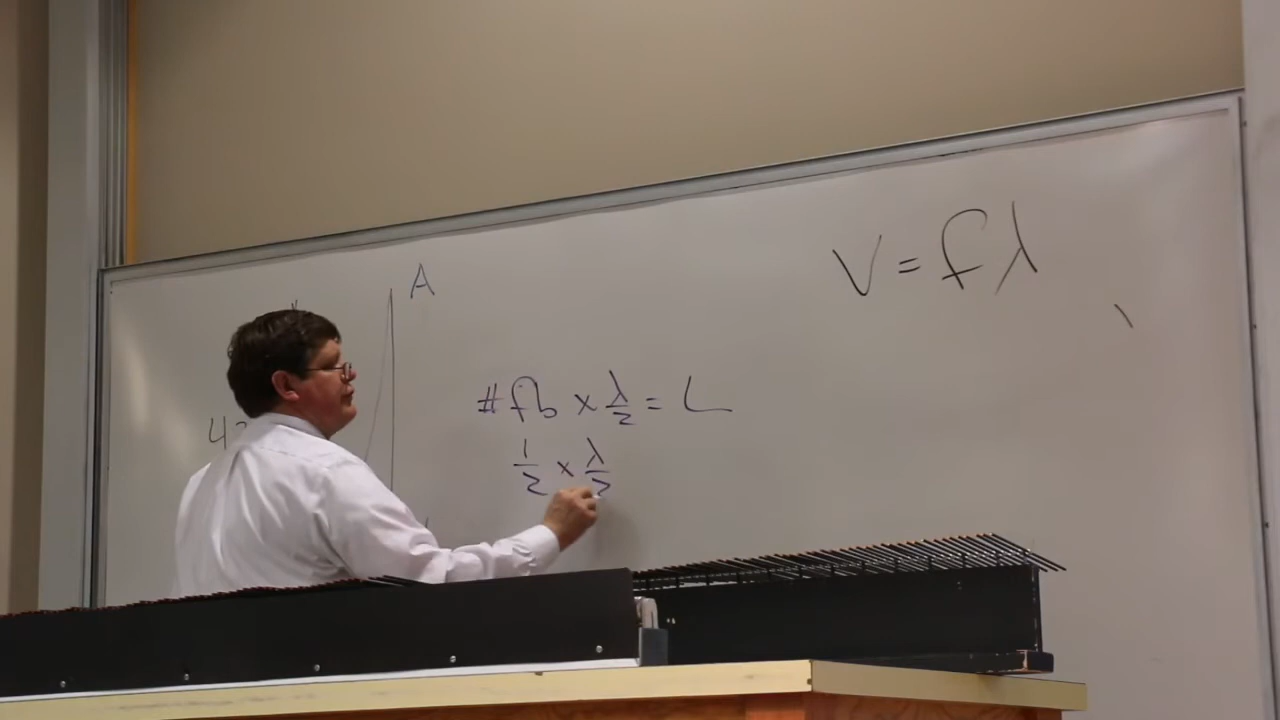 A
V = fλ
# fb × λ/2 = L
1/2 × λ/2